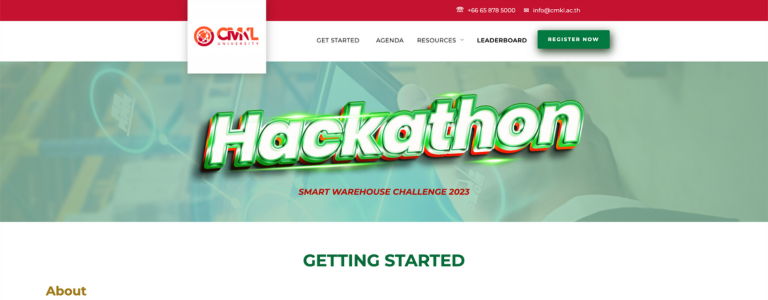 +66 65 878 5000 info@cmkl.ac.th
CMKL
UNIVERSITY
GET STARTED AGENDA RESOURCES LEADERBOARD REGISTER NOW
Hackathon
SMART WAREHOUSE CHALLENGE 2023
GETTING STARTED
About